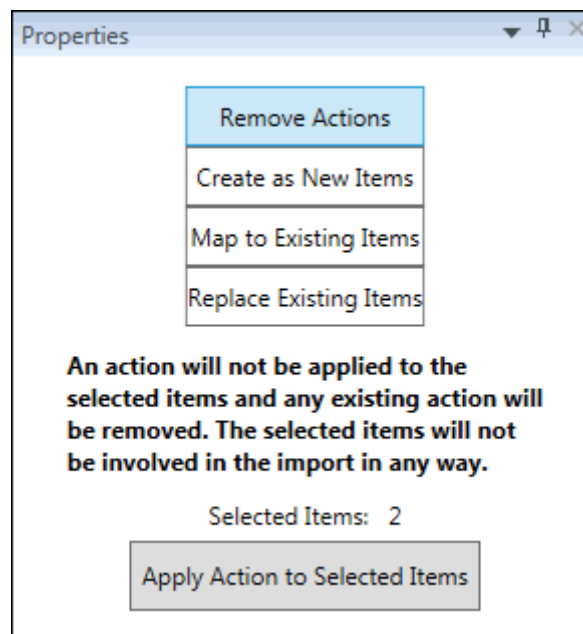 Properties
Remove Actions
Create as New Items
Map to Existing Items
Replace Existing Items
An action will not be applied to the
selected items and any existing action will
be removed. The selected items will not
be involved in the import in any way.
Selected Items: 2
Apply Action to Selected Items